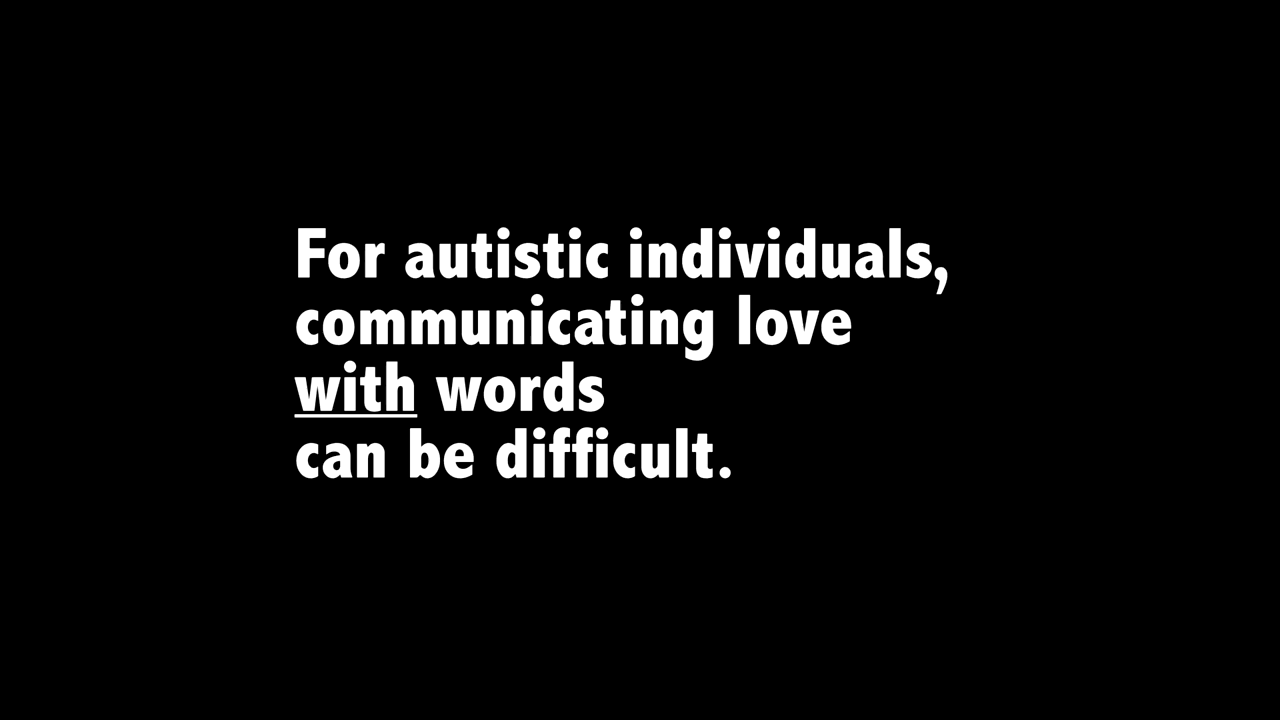 For autistic individuals,
communicating love
with words
can be difficult.